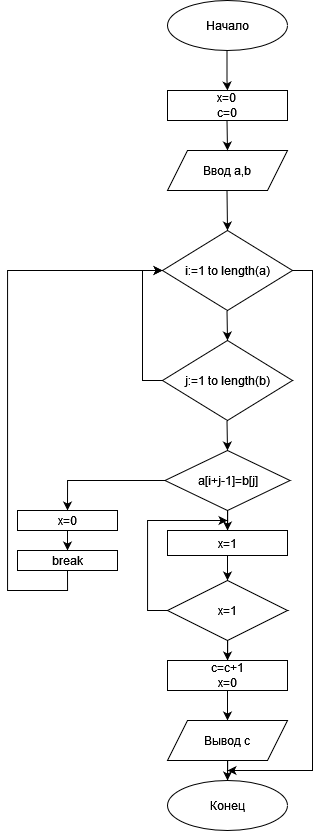 Начало
x=0
c=0
Ввод a,b
i:=1 to length(a)
j:=1 to length(b)
a[i+j-1]=b[j]
x=0
x=1
break
x=1
c=c+1
x=0
Вывод c
Конец